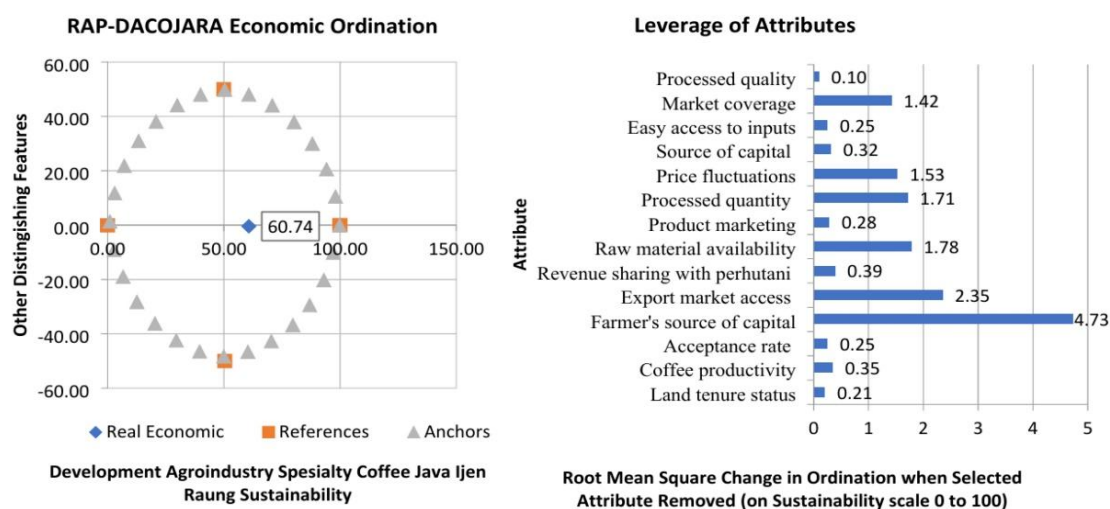 RAP-DACOJARA Economic Ordination
60.00
40.00
20.00
0.00
-20.00
-40.00
-60.00
0.00
50.00
100.00
150.00
60.74
Other Distingishing Features
Real Economic
References
Anchors
Development Agroindustry Spesialty Coffee Java Ijen
Raung Sustainability
Leverage of Attributes
Attribute
Processed quality 0.10
Market coverage 1.42
Easy access to inputs 0.25
Source of capital 0.32
Price fluctuations 1.53
Processed quantity 1.71
Product marketing 0.28
Raw material availability 1.78
Revenue sharing with perhutani 0.39
Export market access 2.35
Farmer's source of capital 4.73
Acceptance rate 0.25
Coffee productivity 0.35
Land tenure status 0.21
0 1 2 3 4 5
Root Mean Square Change in Ordination when Selected
Attribute Removed (on Sustainability scale 0 to 100)